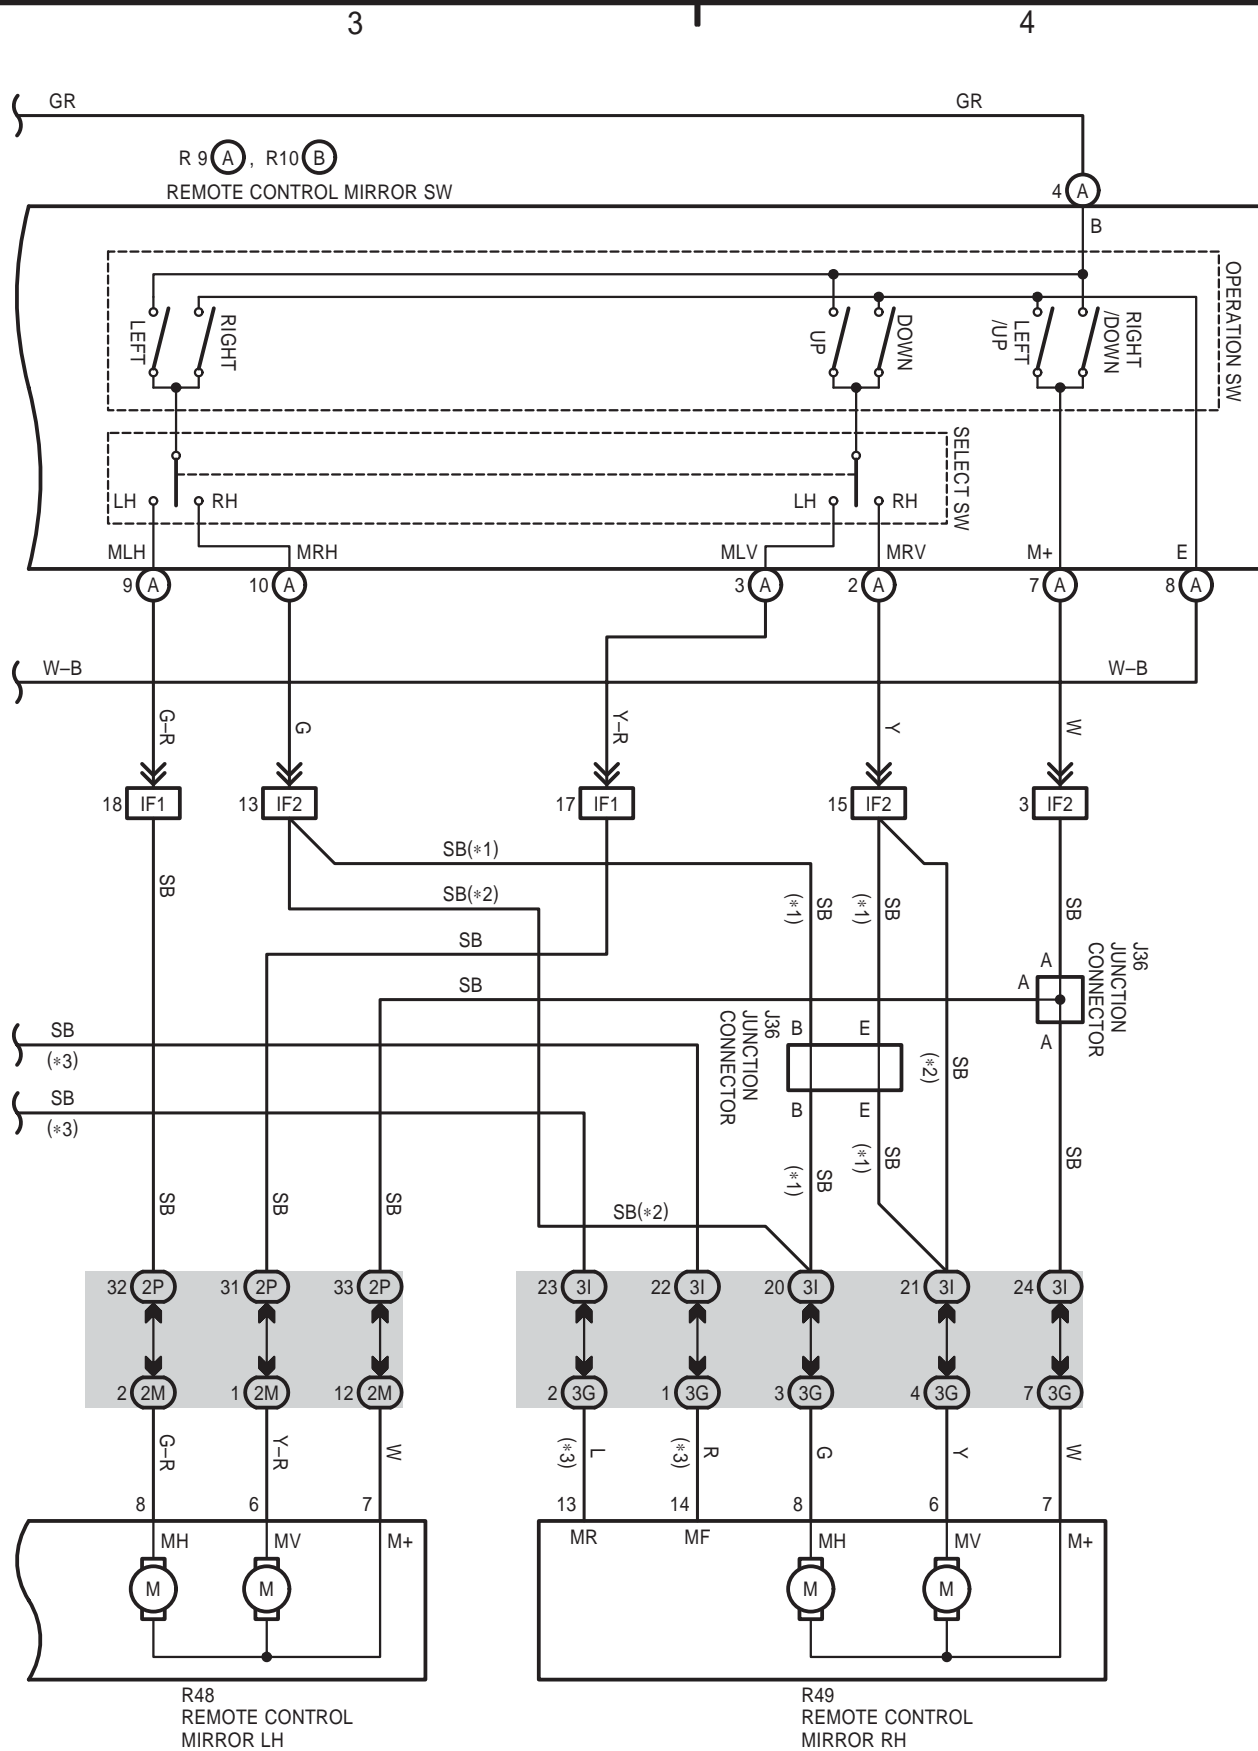 3
4
GR
GR
R 9 A , R10 B
REMOTE CONTROL MIRROR SW
4 A
B
OPERATION SW
LEFT
RIGHT
UP
DOWN
LEFT
/UP
RIGHT
/DOWN
SELECT SW
LH
RH
LH
RH
MLH
MRH
MLV
MRV
M+
E
9 A
10 A
3 A
2 A
7 A
8 A
W–B
W–B
G–R
G
Y–R
Y
W
18 IF1
13 IF2
17 IF1
15 IF2
3 IF2
SB(*1)
SB
SB(*2)
SB
(*1)
SB
(*1)
SB
SB
SB
J36
JUNCTION
CONNECTOR
A
A
A
J36
JUNCTION
CONNECTOR
B
E
B
E
SB
(*2)
SB
(*3)
SB
(*3)
SB
(*1)
SB
(*1)
SB
SB
SB
SB
SB(*2)
32 2P
31 2P
33 2P
23 3I
22 3I
20 3I
21 3I
24 3I
2 2M
1 2M
12 2M
2 3G
1 3G
3 3G
4 3G
7 3G
G–R
Y–R
W
L
(*3)
R
(*3)
G
Y
W
8
6
7
13
14
8
6
7
MH
MV
M+
MR
MF
MH
MV
M+
M
M
M
M
R48
REMOTE CONTROL
MIRROR LH
R49
REMOTE CONTROL
MIRROR RH